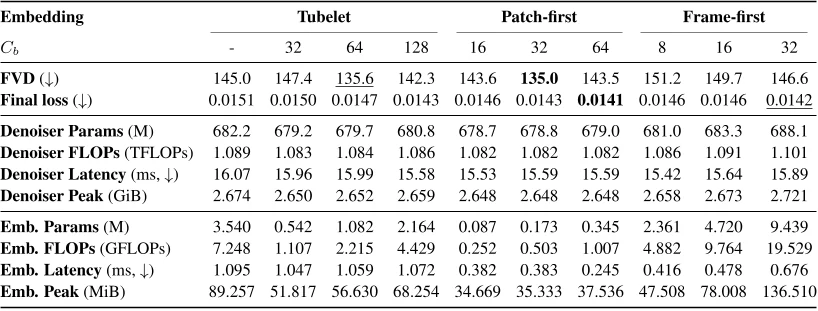 Embedding Tubelet Patch-first Frame-first
C_b - 32 64 128 16 32 64 8 16 32
FVD (↓) 145.0 147.4 135.6 142.3 143.6 135.0 143.5 151.2 149.7 146.6
Final loss (↓) 0.0151 0.0150 0.0147 0.0143 0.0146 0.0143 0.0141 0.0146 0.0146 0.0142
Denoiser Params (M) 682.2 679.2 679.7 680.8 678.7 678.8 679.0 681.0 683.3 688.1
Denoiser FLOPs (TFLOPs) 1.089 1.083 1.084 1.086 1.082 1.082 1.082 1.086 1.091 1.101
Denoiser Latency (ms, ↓) 16.07 15.96 15.99 15.58 15.53 15.59 15.59 15.42 15.64 15.89
Denoiser Peak (GiB) 2.674 2.650 2.652 2.659 2.648 2.648 2.648 2.658 2.673 2.721
Emb. Params (M) 3.540 0.542 1.082 2.164 0.087 0.173 0.345 2.361 4.720 9.439
Emb. FLOPs (GFLOPs) 7.248 1.107 2.215 4.429 0.252 0.503 1.007 4.882 9.764 19.529
Emb. Latency (ms, ↓) 1.095 1.047 1.059 1.072 0.382 0.383 0.245 0.416 0.478 0.676
Emb. Peak (MiB) 89.257 51.817 56.630 68.254 34.669 35.333 37.536 47.508 78.008 136.510